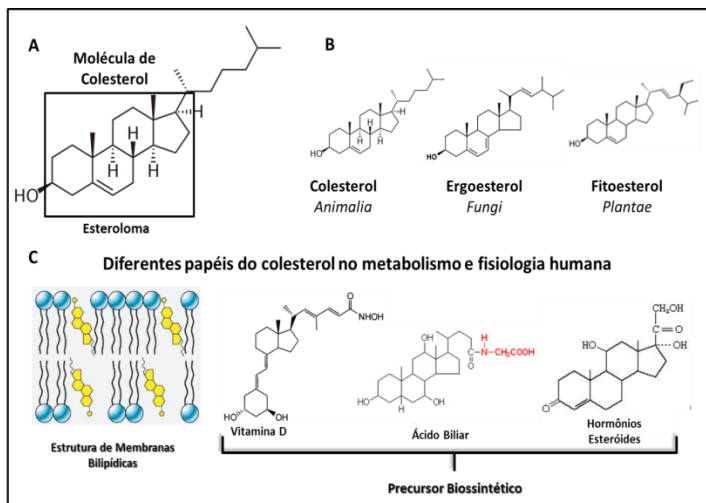 A
Molécula de
Colesterol
H
H
H
H
HO
Esteroloma
B
H
H
H
H
HO
HO
HO
Colesterol
Ergoesterol
Fitoesterol
Animalia
Fungi
Plantae
C
Diferentes papéis do colesterol no metabolismo e fisiologia humana
Estrutura de Membranas
Bilipídicas
O
C
NHOH
HO
OH
Vitamina D
OH
H
C—N—CH₂COOH
O
HO
H
OH
Ácido Biliar
CH₂OH
C=O
HO
OH
O
Hormônios
Esteróides
Precursor Biossintético